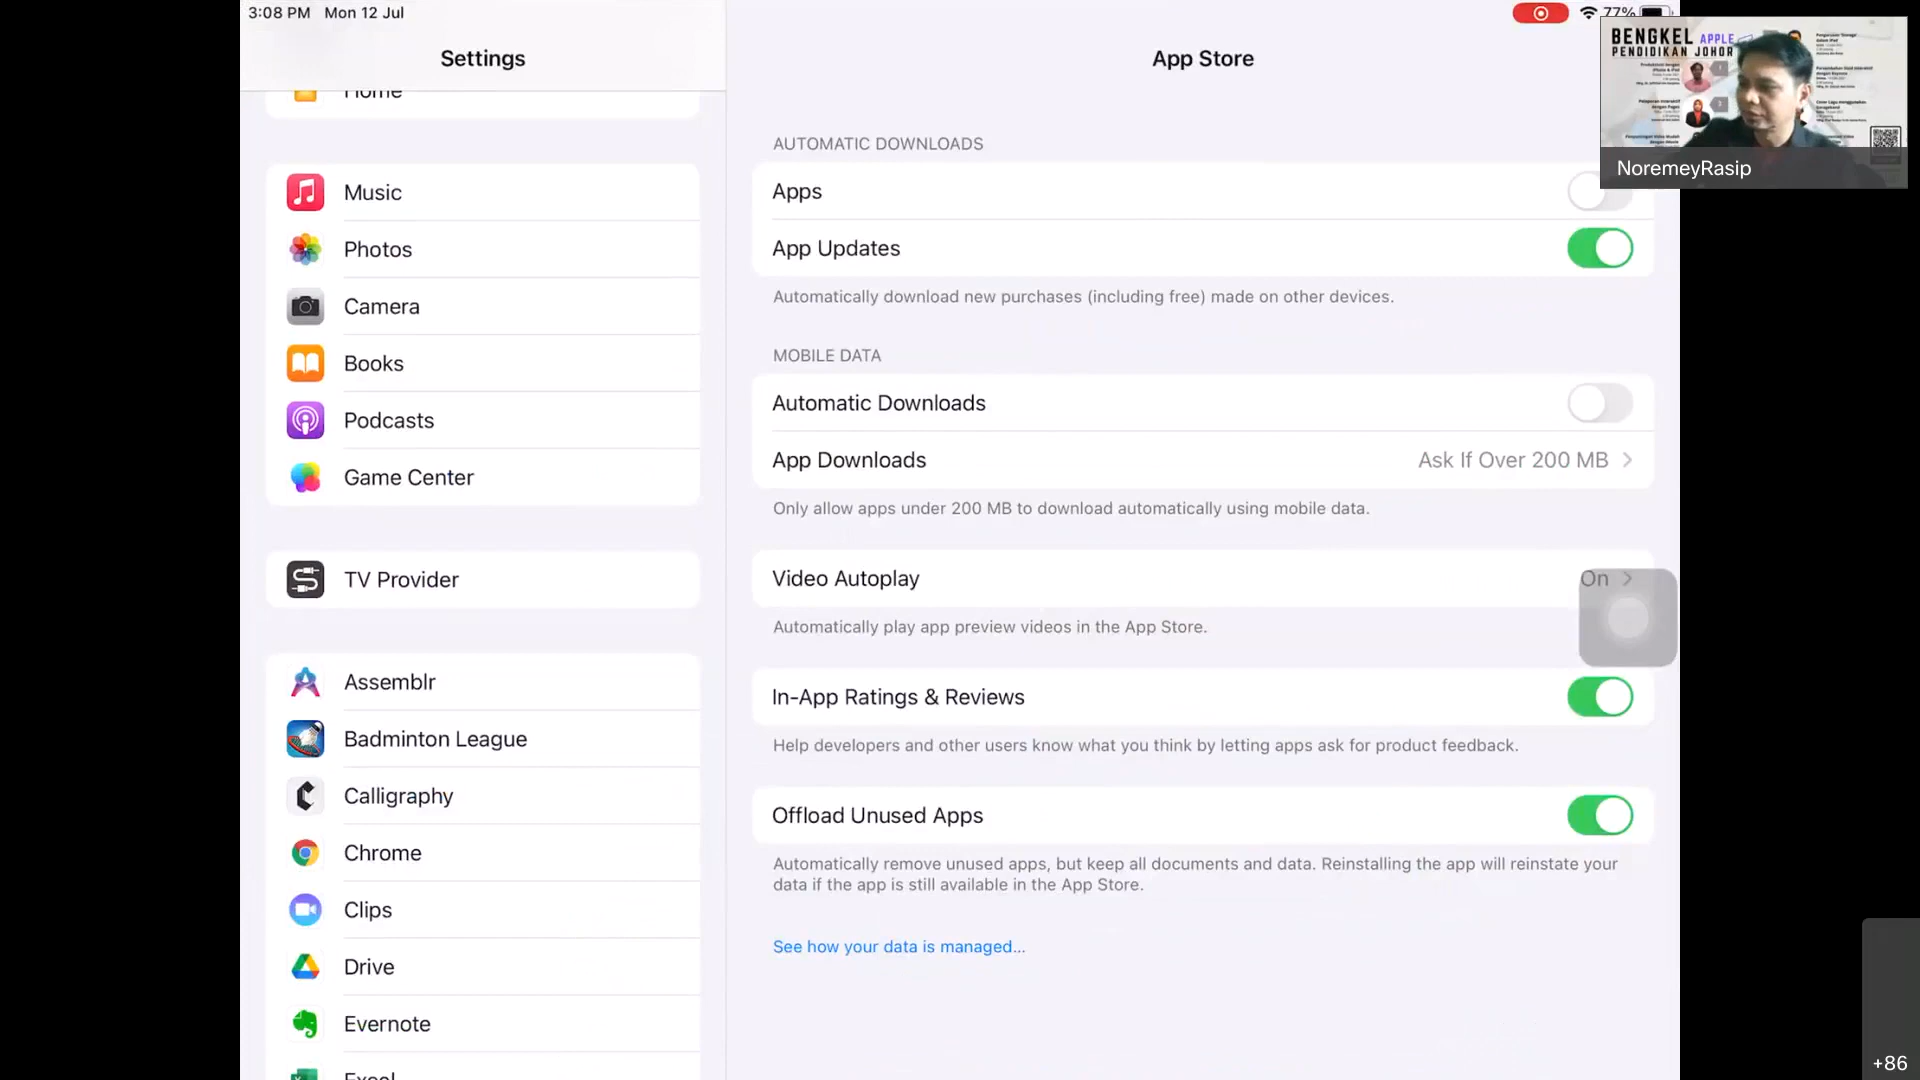 3:08 PM Mon 12 Jul
77%
Settings
App Store
BENGKEL APPLE
PENDIDIKAN JOHOR
NoremeyRasip
Home
Music
Photos
Camera
Books
Podcasts
Game Center
TV Provider
Assemblr
Badminton League
Calligraphy
Chrome
Clips
Drive
Evernote
Excel
AUTOMATIC DOWNLOADS
Apps
App Updates
Automatically download new purchases (including free) made on other devices.
MOBILE DATA
Automatic Downloads
App Downloads Ask If Over 200 MB
Only allow apps under 200 MB to download automatically using mobile data.
Video Autoplay On
Automatically play app preview videos in the App Store.
In-App Ratings & Reviews
Help developers and other users know what you think by letting apps ask for product feedback.
Offload Unused Apps
Automatically remove unused apps, but keep all documents and data. Reinstalling the app will reinstate your
data if the app is still available in the App Store.
See how your data is managed...
+86